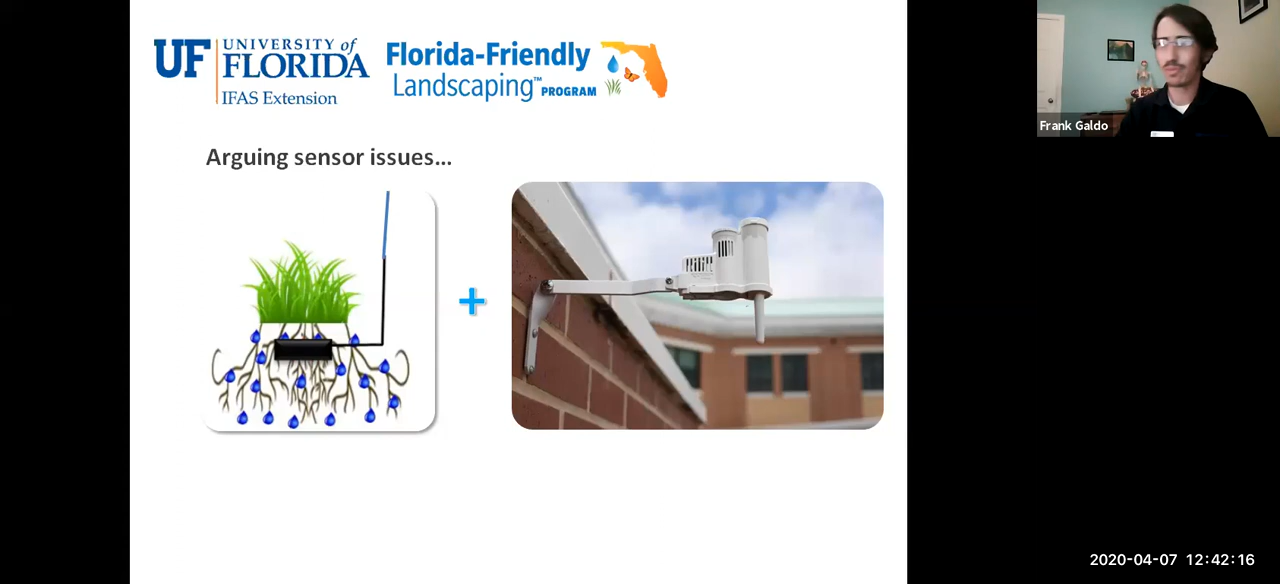 UF UNIVERSITY of
FLORIDA
IFAS Extension
Florida-Friendly
Landscaping™ PROGRAM
Arguing sensor issues...
Frank Galdo
2020-04-07 12:42:16